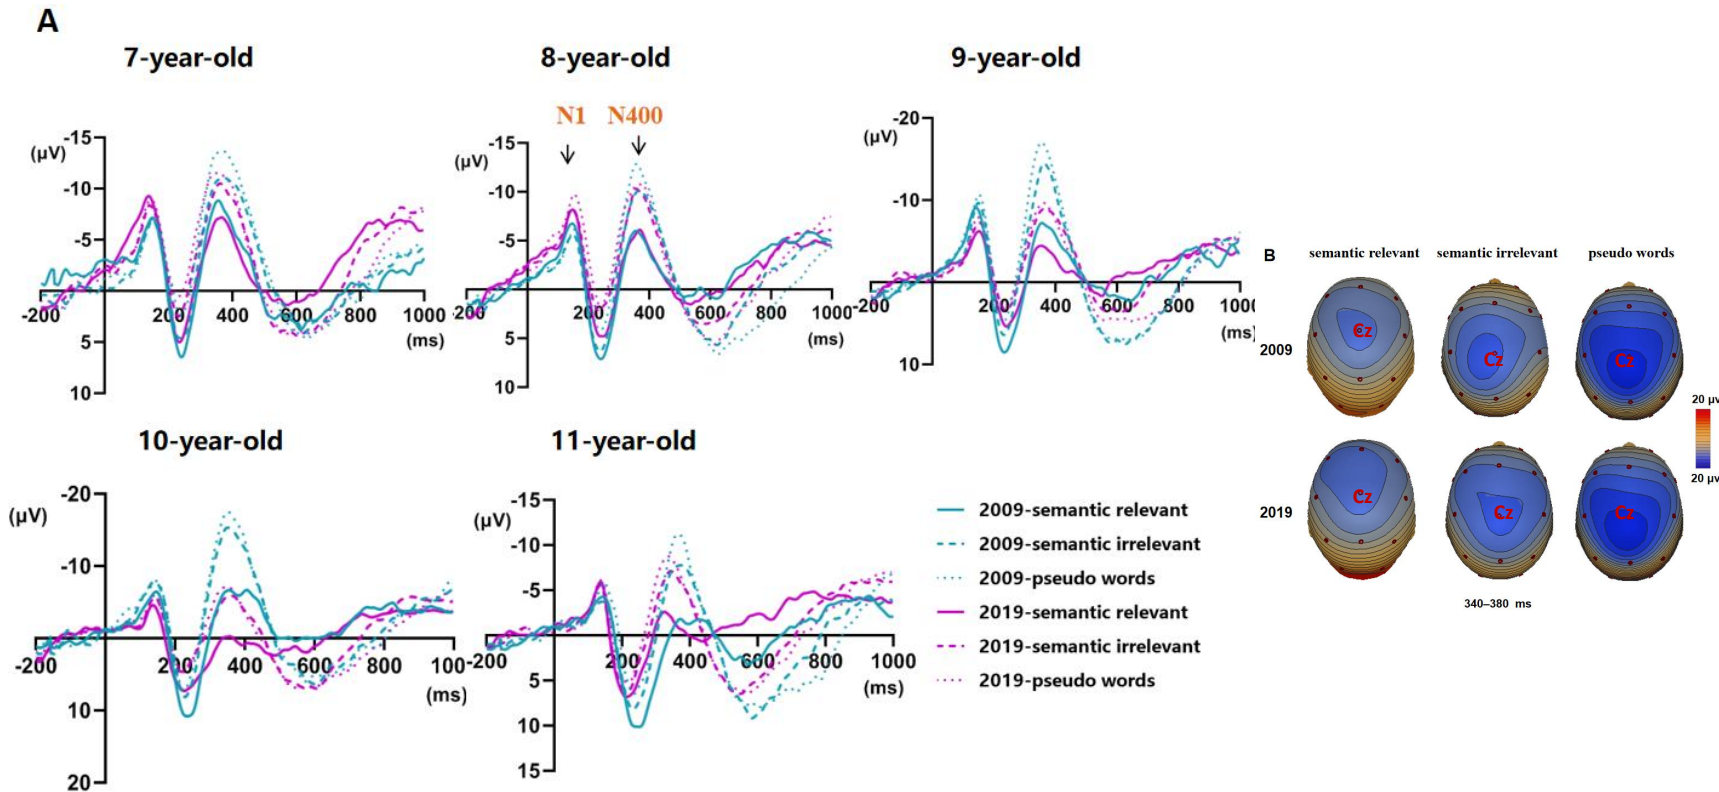 A
7-year-old
8-year-old
9-year-old
N1 N400
(μV)
-15
-10
-5
5
10
-200 200 400 600 800 1000
(ms)
(μV)
-15
-10
-5
5
10
-200 200 400 600 800 1000
(ms)
(μV)
-20
-10
10
-200 200 400 600 800 1000
(ms)
10-year-old
11-year-old
(μV)
-20
-10
10
20
-200 200 400 600 800 100
(ms)
(μV)
-15
-10
-5
5
10
15
-200 200 400 600 800 1000
(ms)
2009-semantic relevant
2009-semantic irrelevant
2009-pseudo words
2019-semantic relevant
2019-semantic irrelevant
2019-pseudo words
B
semantic relevant semantic irrelevant pseudo words
2009
Cz Cz Cz
2019
Cz Cz Cz
20 μv
20 μv
340–380 ms